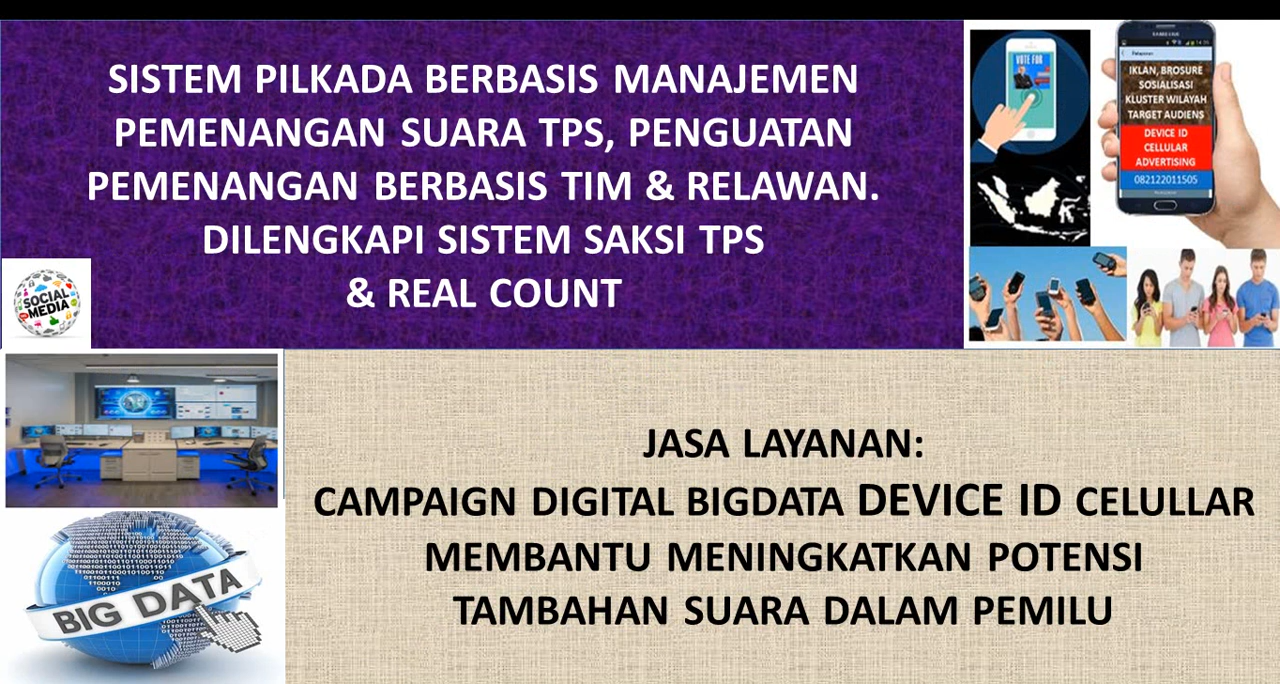 SISTEM PILKADA BERBASIS MANAJEMEN
PEMENANGAN SUARA TPS, PENGUATAN
PEMENANGAN BERBASIS TIM & RELAWAN.
DILENGKAPI SISTEM SAKSI TPS
& REAL COUNT
SOCIAL
MEDIA
VOTE FOR
IKLAN, BROSURE
SOSIALISASI
KLUSTER WILAYAH
TARGET AUDIENS
DEVICE ID
CELLULAR
ADVERTISING
082122011505
JASA LAYANAN:
CAMPAIGN DIGITAL BIGDATA DEVICE ID CELULLAR
MEMBANTU MENINGKATKAN POTENSI
TAMBAHAN SUARA DALAM PEMILU
BIG DATA